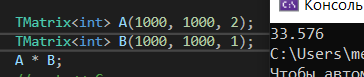 TMatrix<int> A(1000, 1000, 2);
TMatrix<int> B(1000, 1000, 1);
A * B;
Консоль
33.576
C:\Users\me
Чтобы авто